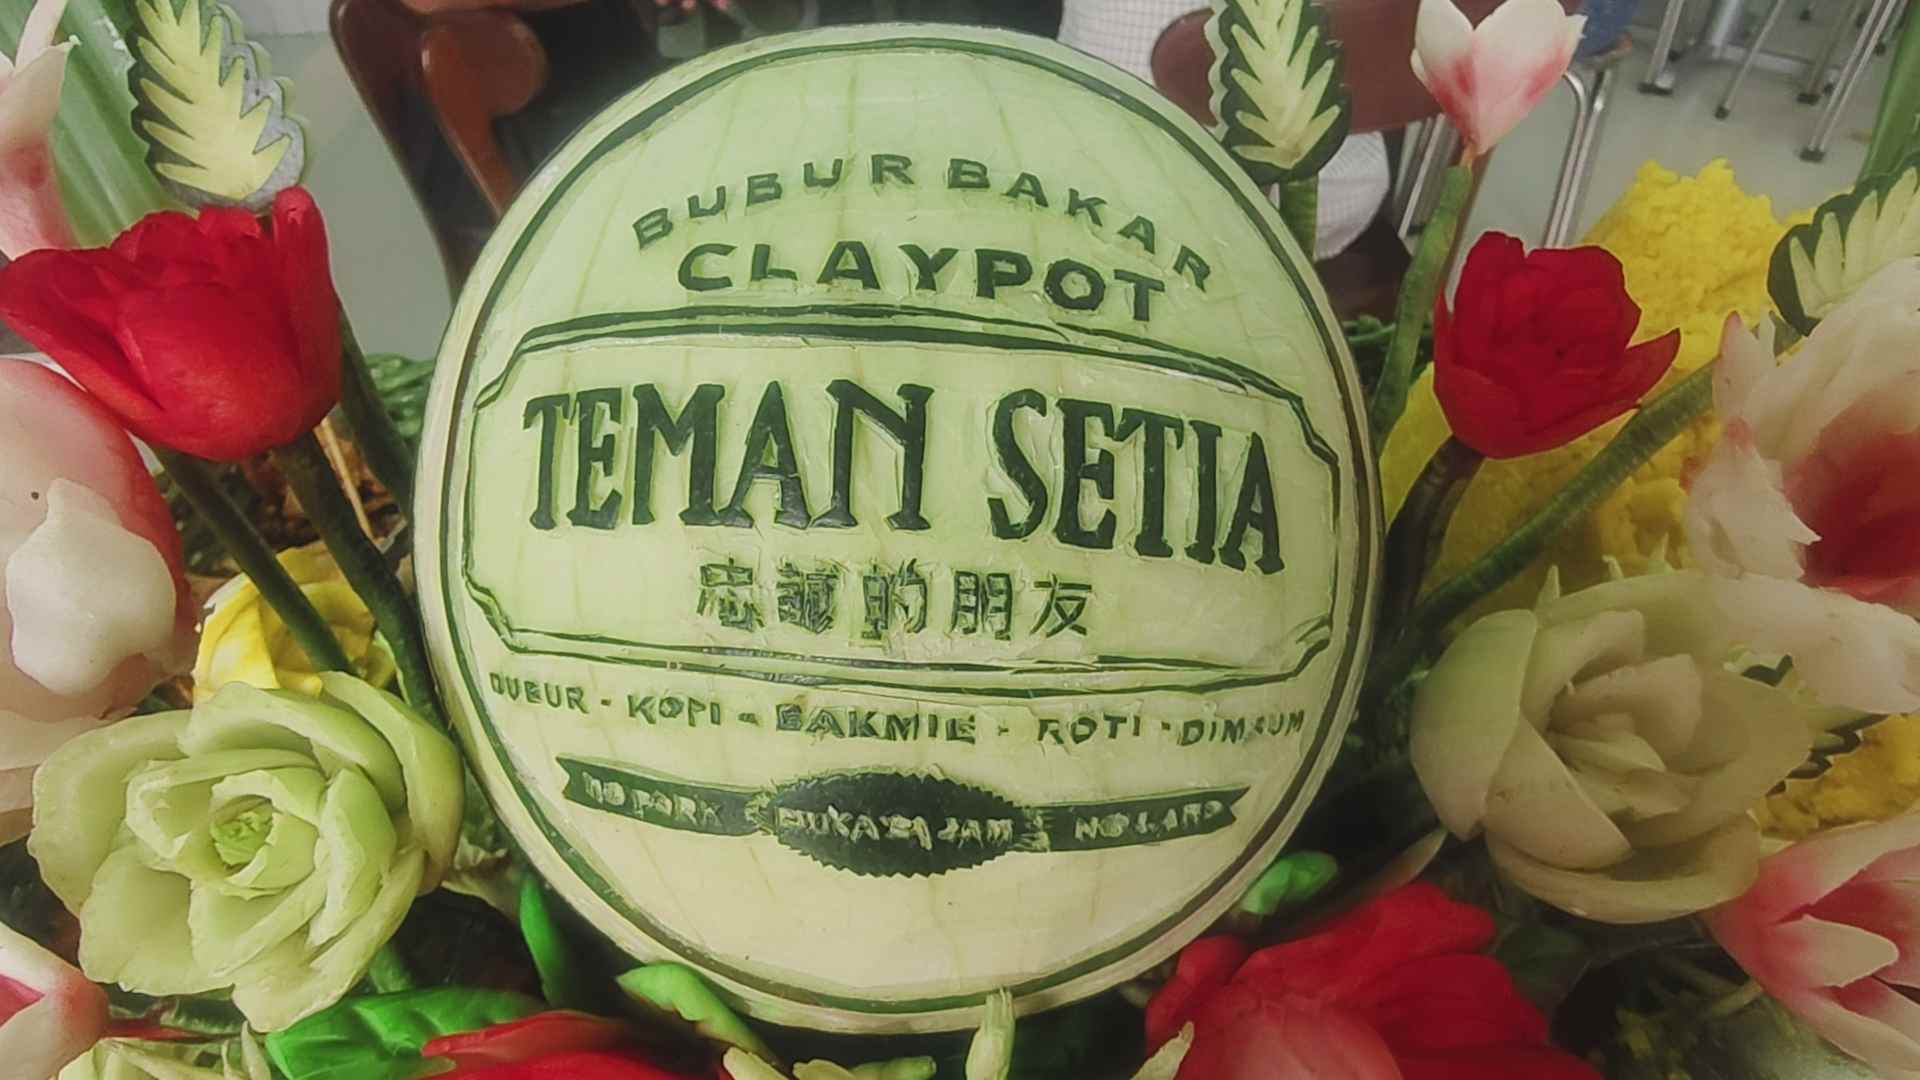 BUBUR BAKAR
CLAYPOT
TEMAN SETIA
忠誠的朋友
BUBUR - KOPI - BAKMIE - ROTI - DIMSUM
NO PORK BUKA 24 JAM NO LARD